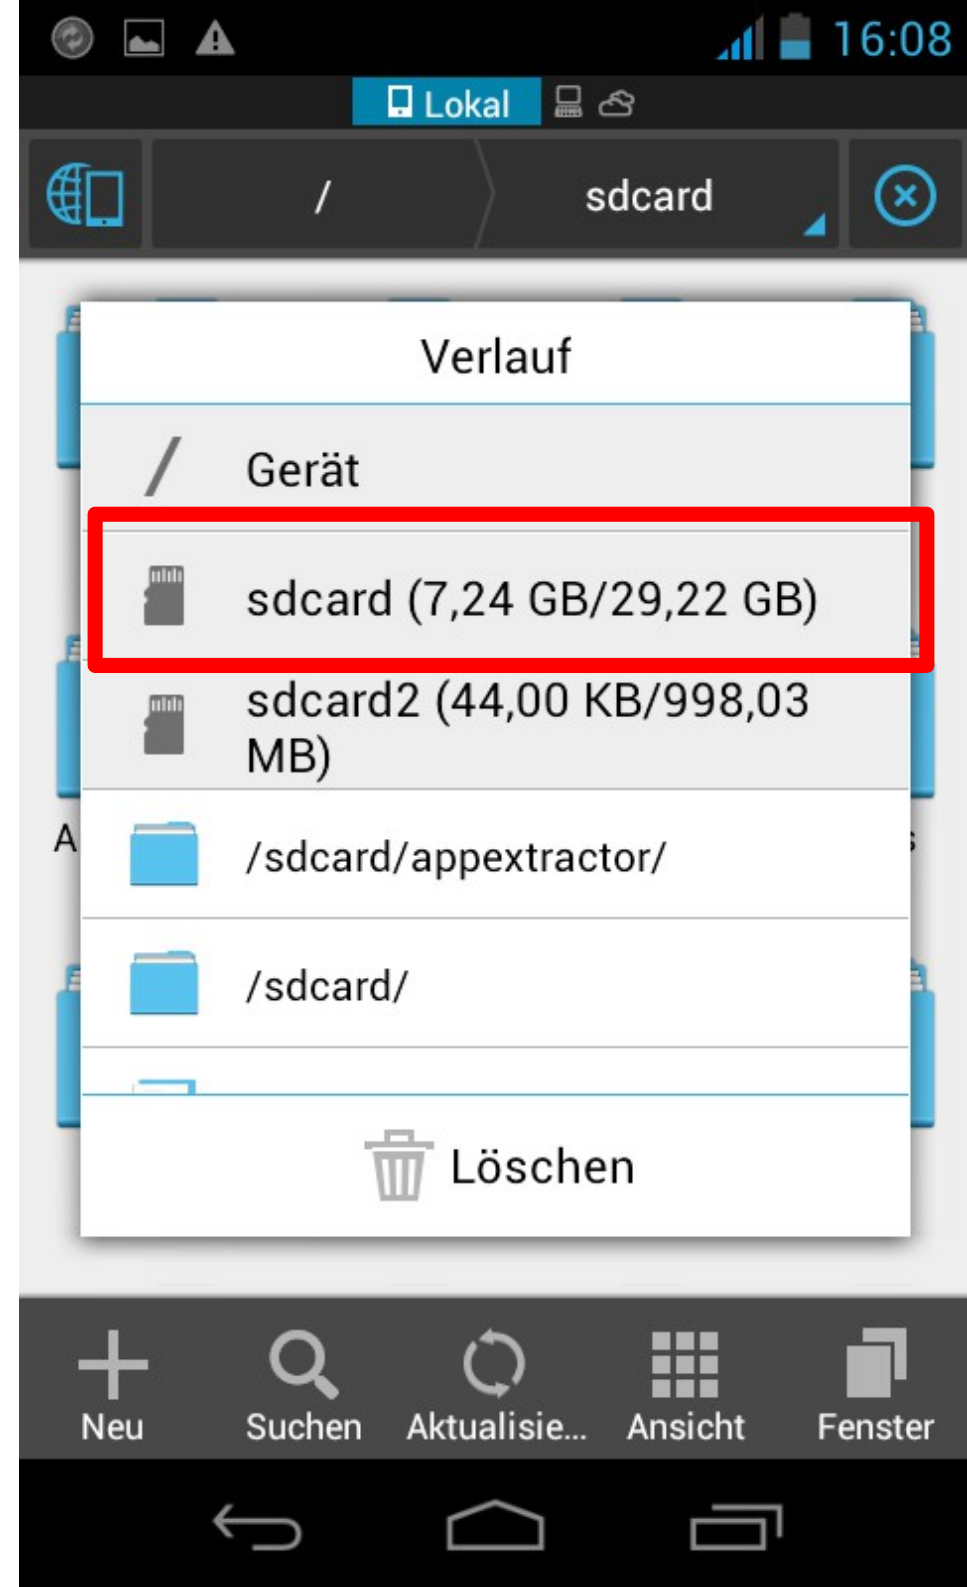 16:08
Lokal
/
sdcard
Verlauf
/ Gerät
sdcard (7,24 GB/29,22 GB)
sdcard2 (44,00 KB/998,03
MB)
A
s
/sdcard/appextractor/
/sdcard/
Löschen
Neu
Suchen
Aktualisie...
Ansicht
Fenster